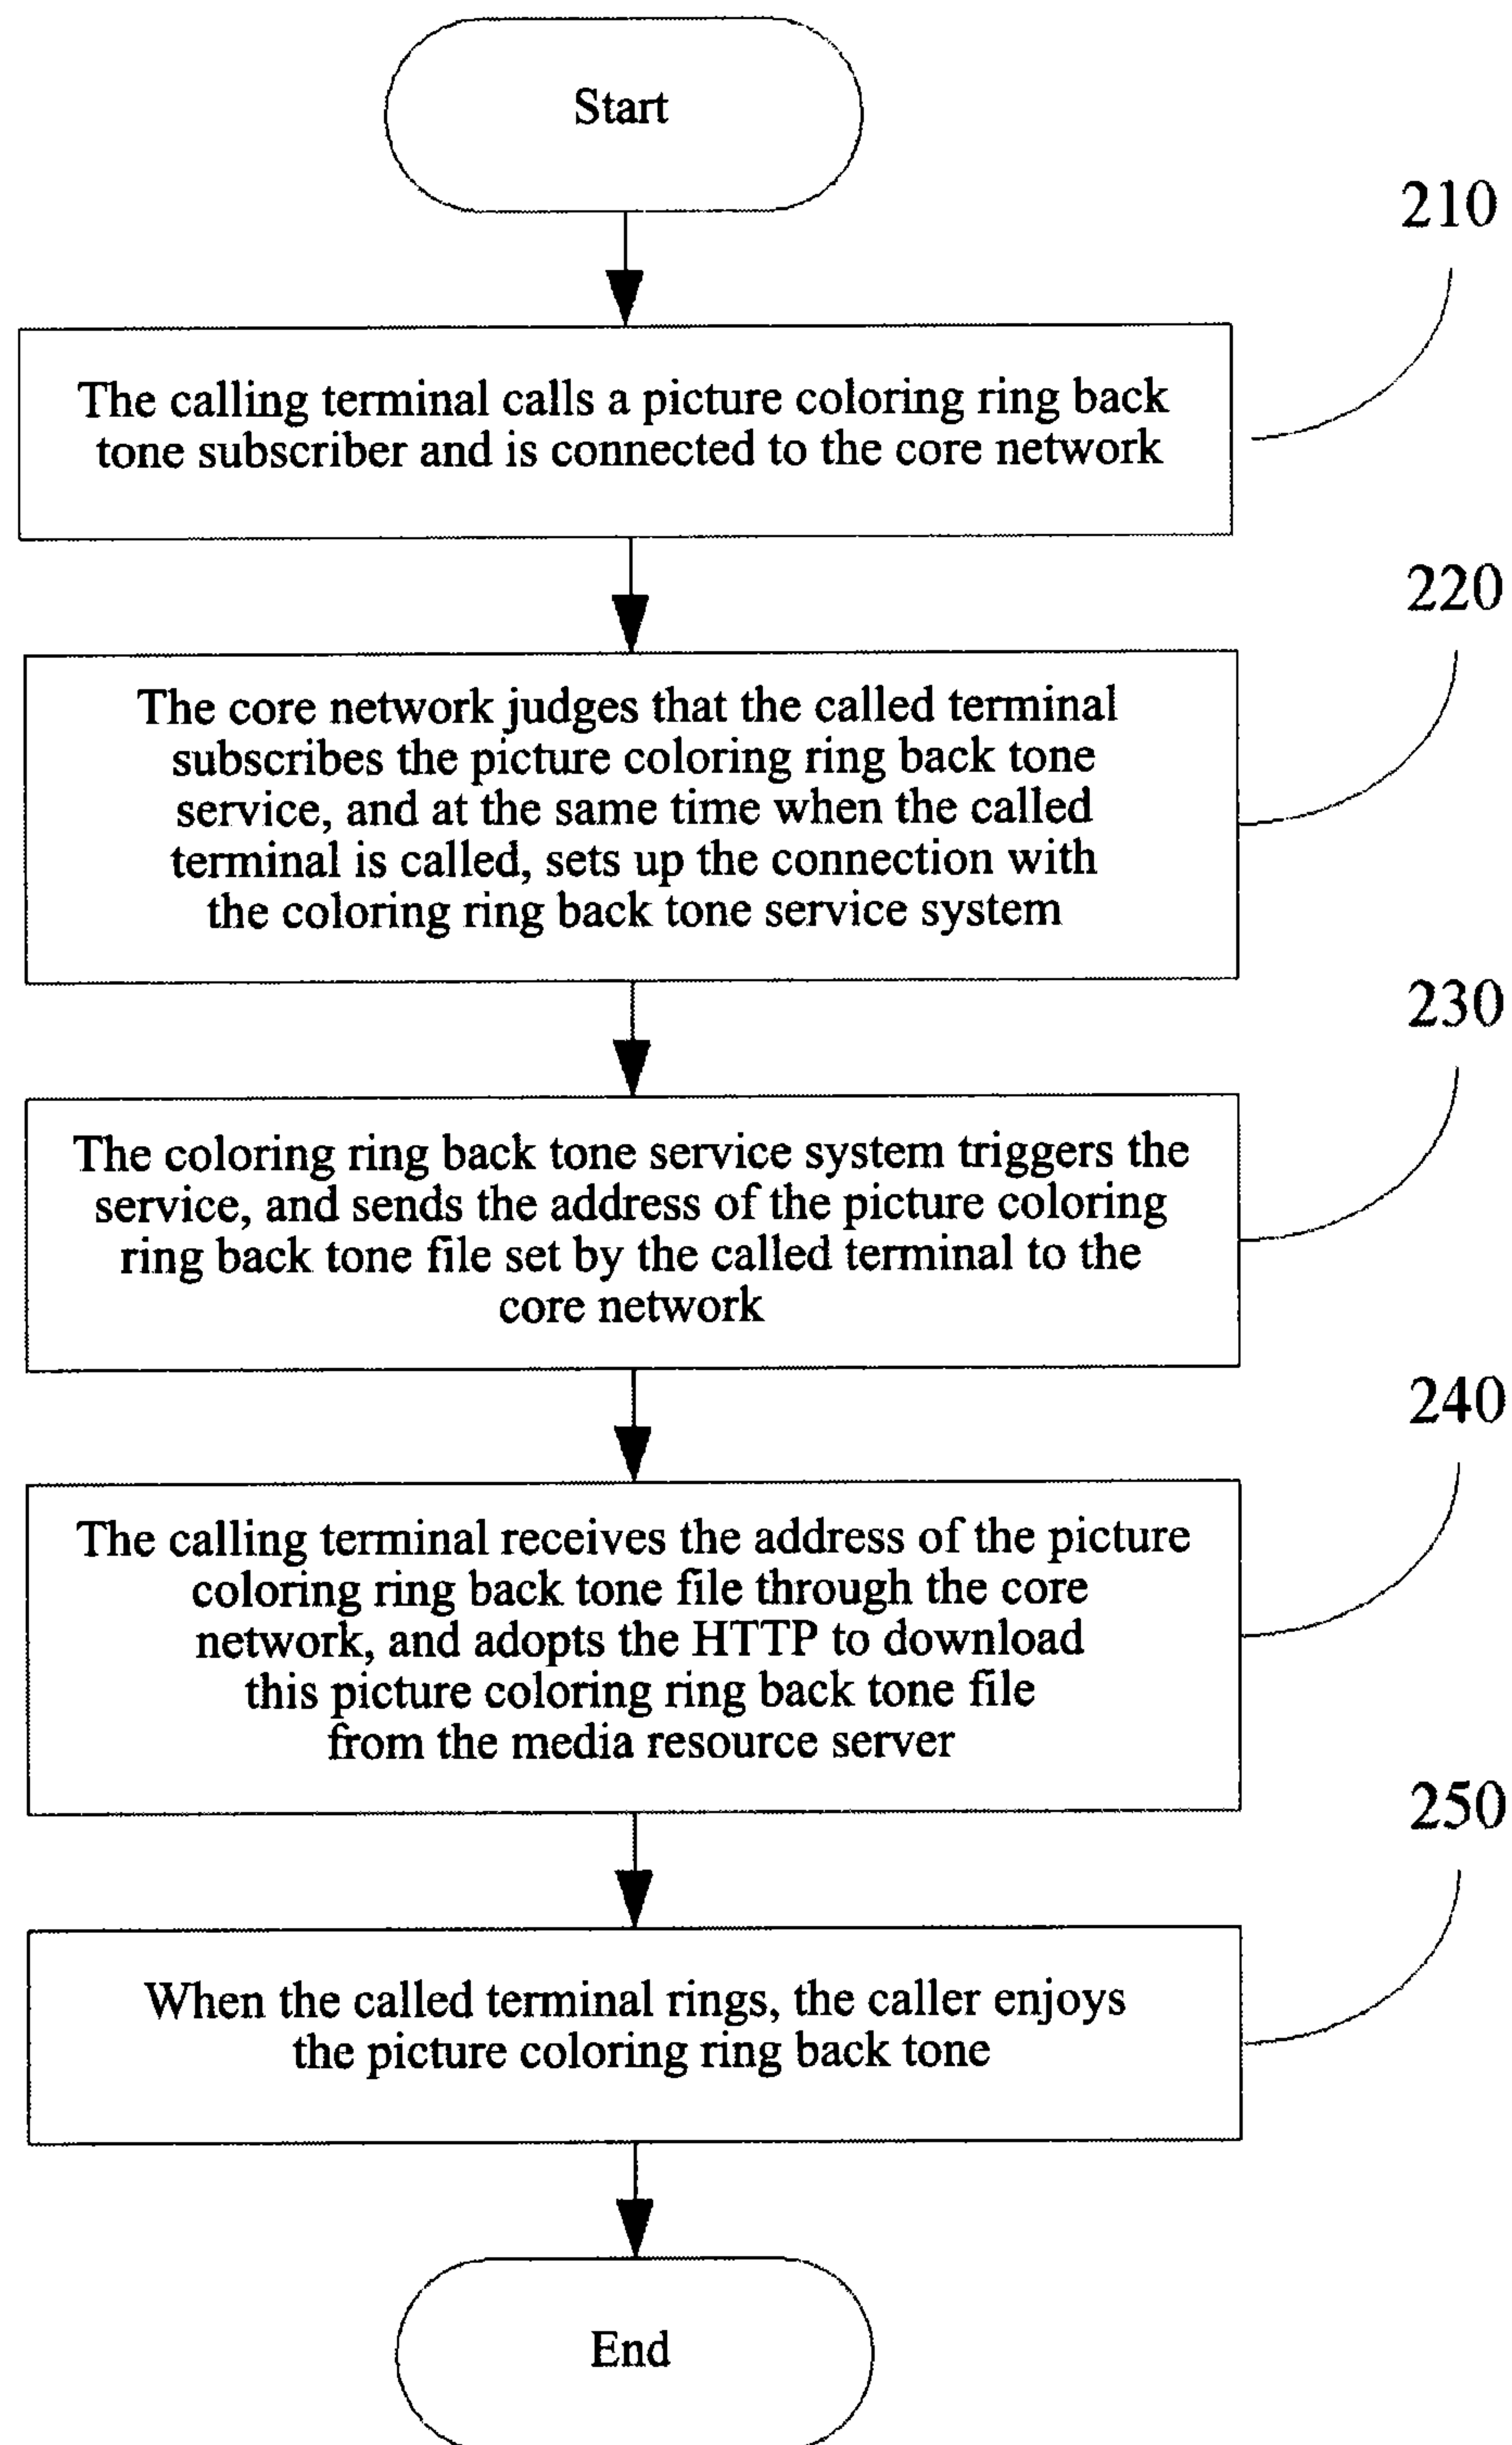 Start
210
The calling terminal calls a picture coloring ring back
tone subscriber and is connected to the core network
220
The core network judges that the called terminal
subscribes the picture coloring ring back tone
service, and at the same time when the called
terminal is called, sets up the connection with
the coloring ring back tone service system
230
The coloring ring back tone service system triggers the
service, and sends the address of the picture coloring
ring back tone file set by the called terminal to the
core network
240
The calling terminal receives the address of the picture
coloring ring back tone file through the core
network, and adopts the HTTP to download
this picture coloring ring back tone file
from the media resource server
250
When the called terminal rings, the caller enjoys
the picture coloring ring back tone
End